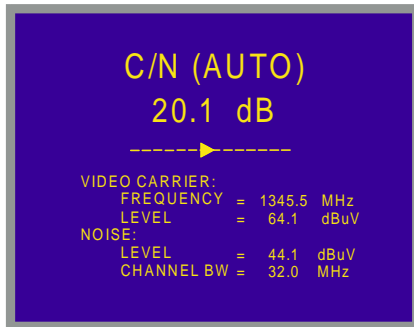 C/N (AUTO)
20.1 dB
VIDEO CARRIER:
FREQUENCY = 1345.5 MHz
LEVEL = 64.1 dBuV
NOISE:
LEVEL = 44.1 dBuV
CHANNEL BW = 32.0 MHz